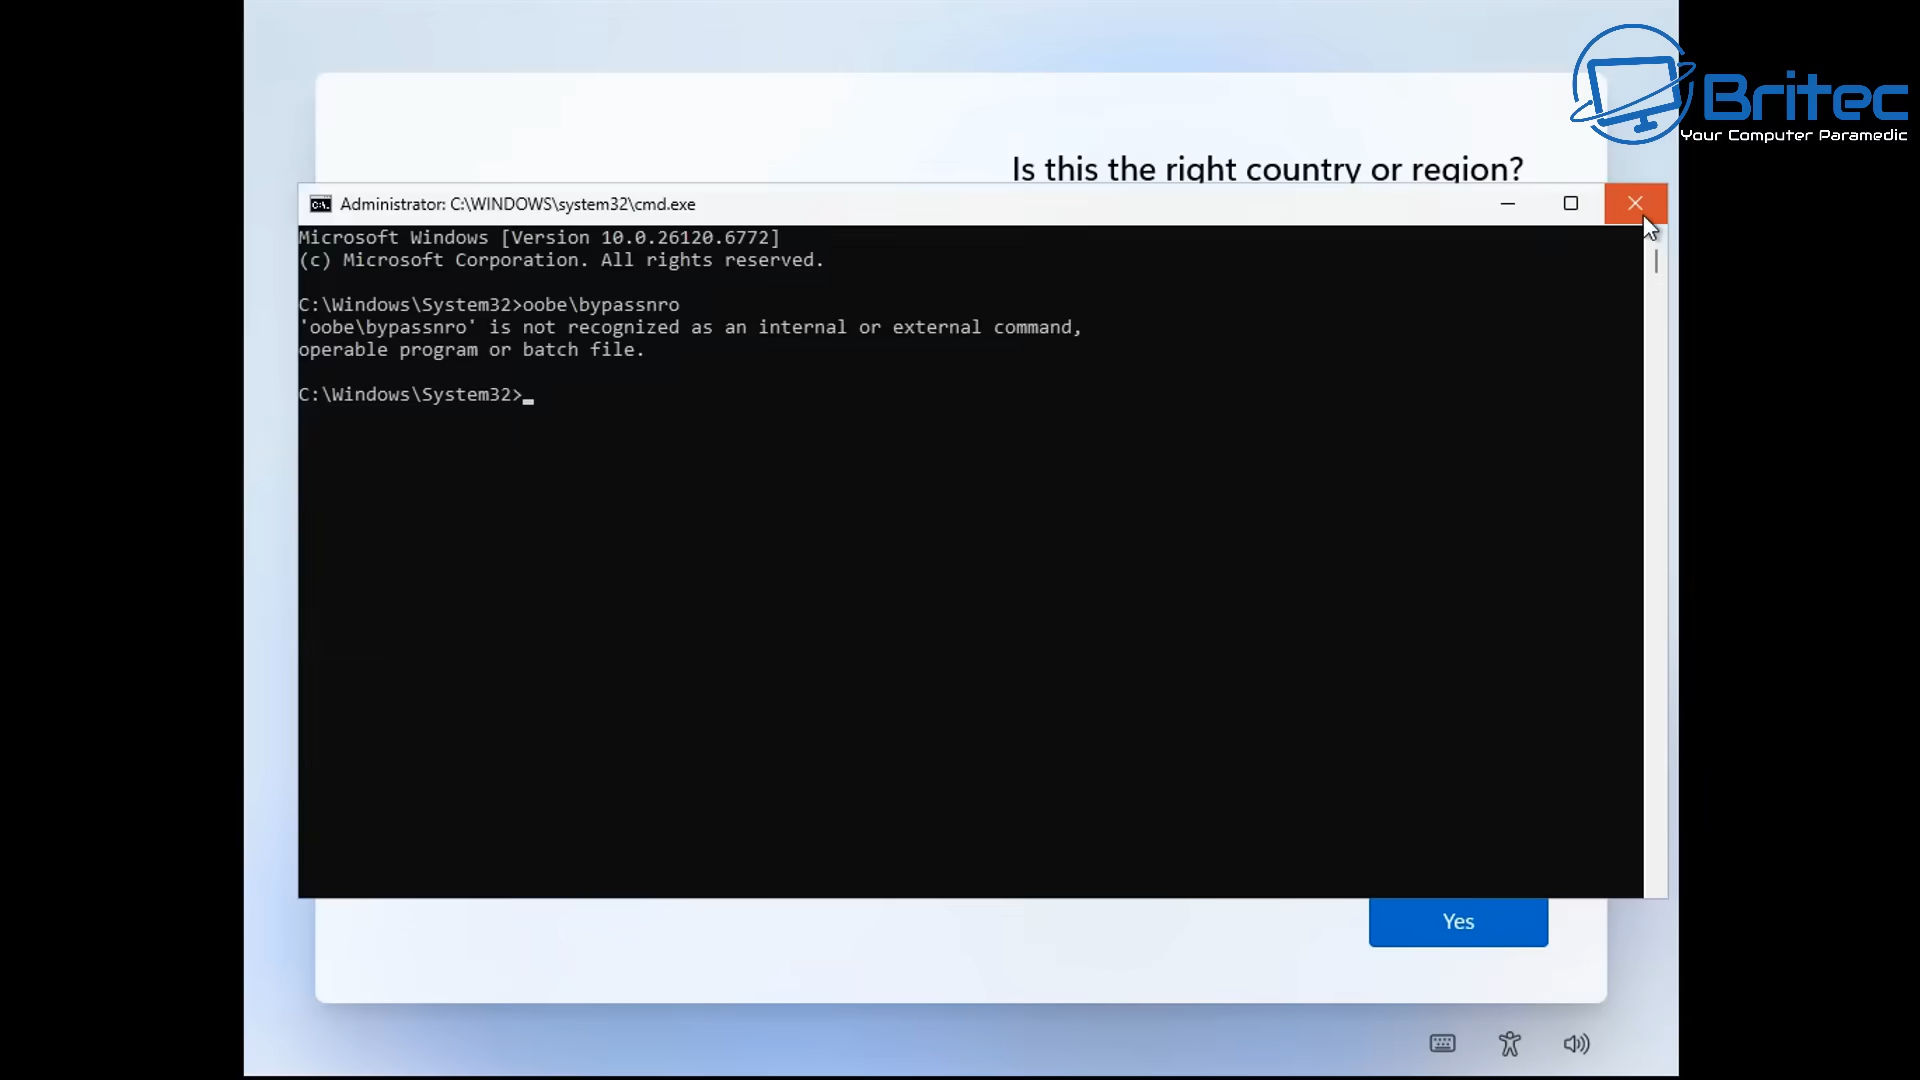 Britec
Your Computer Paramedic
Is this the right country or region?
Administrator: C:\WINDOWS\system32\cmd.exe
Microsoft Windows [Version 10.0.26120.6772]
(c) Microsoft Corporation. All rights reserved.
C:\Windows\System32>oobe\bypassnro
'oobe\bypassnro' is not recognized as an internal or external command,
operable program or batch file.
C:\Windows\System32>
Yes